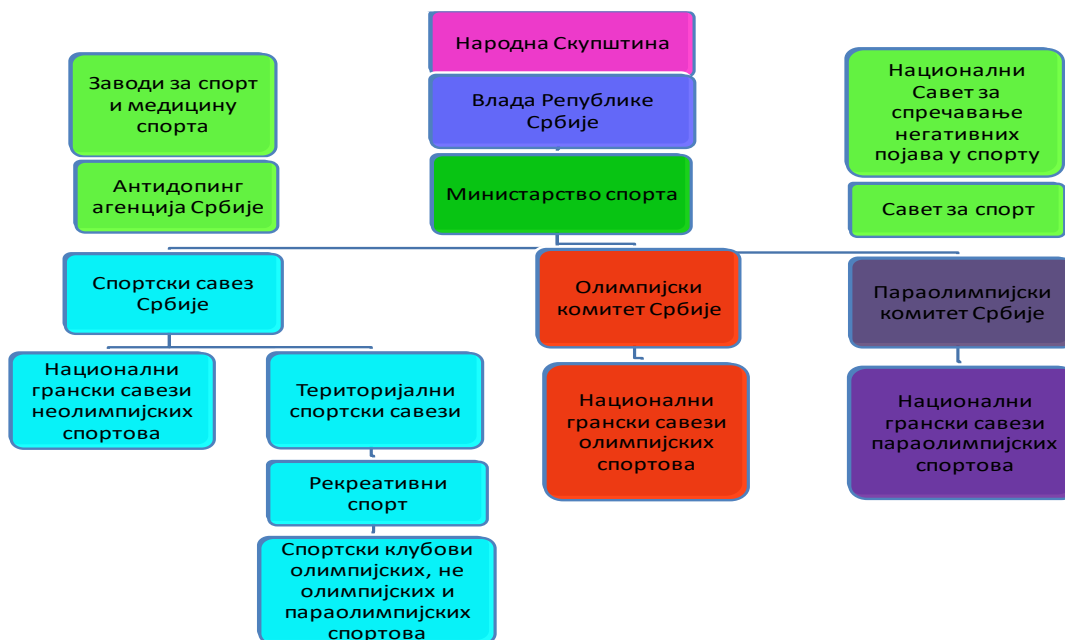 Народна Скупштина
Заводи за спорт
и медицину
спорта
Влада Републике
Србије
Национални
Савет за
спречавање
негативних
појава у спорту
Антидопинг
агенција Србије
Министарство спорта
Савет за спорт
Спортски савез
Србије
Олимпијски
комитет Србије
Параолимпијски
комитет Србије
Национални
грански савези
неолимпијских
спортова
Територијални
спортски савези
Национални
грански савези
олимпијских
спортова
Национални
грански савези
параолимпијских
спортова
Рекреативни
спорт
Спортски клубови
олимпијских, не
олимпијских и
параолимпијских
спортова